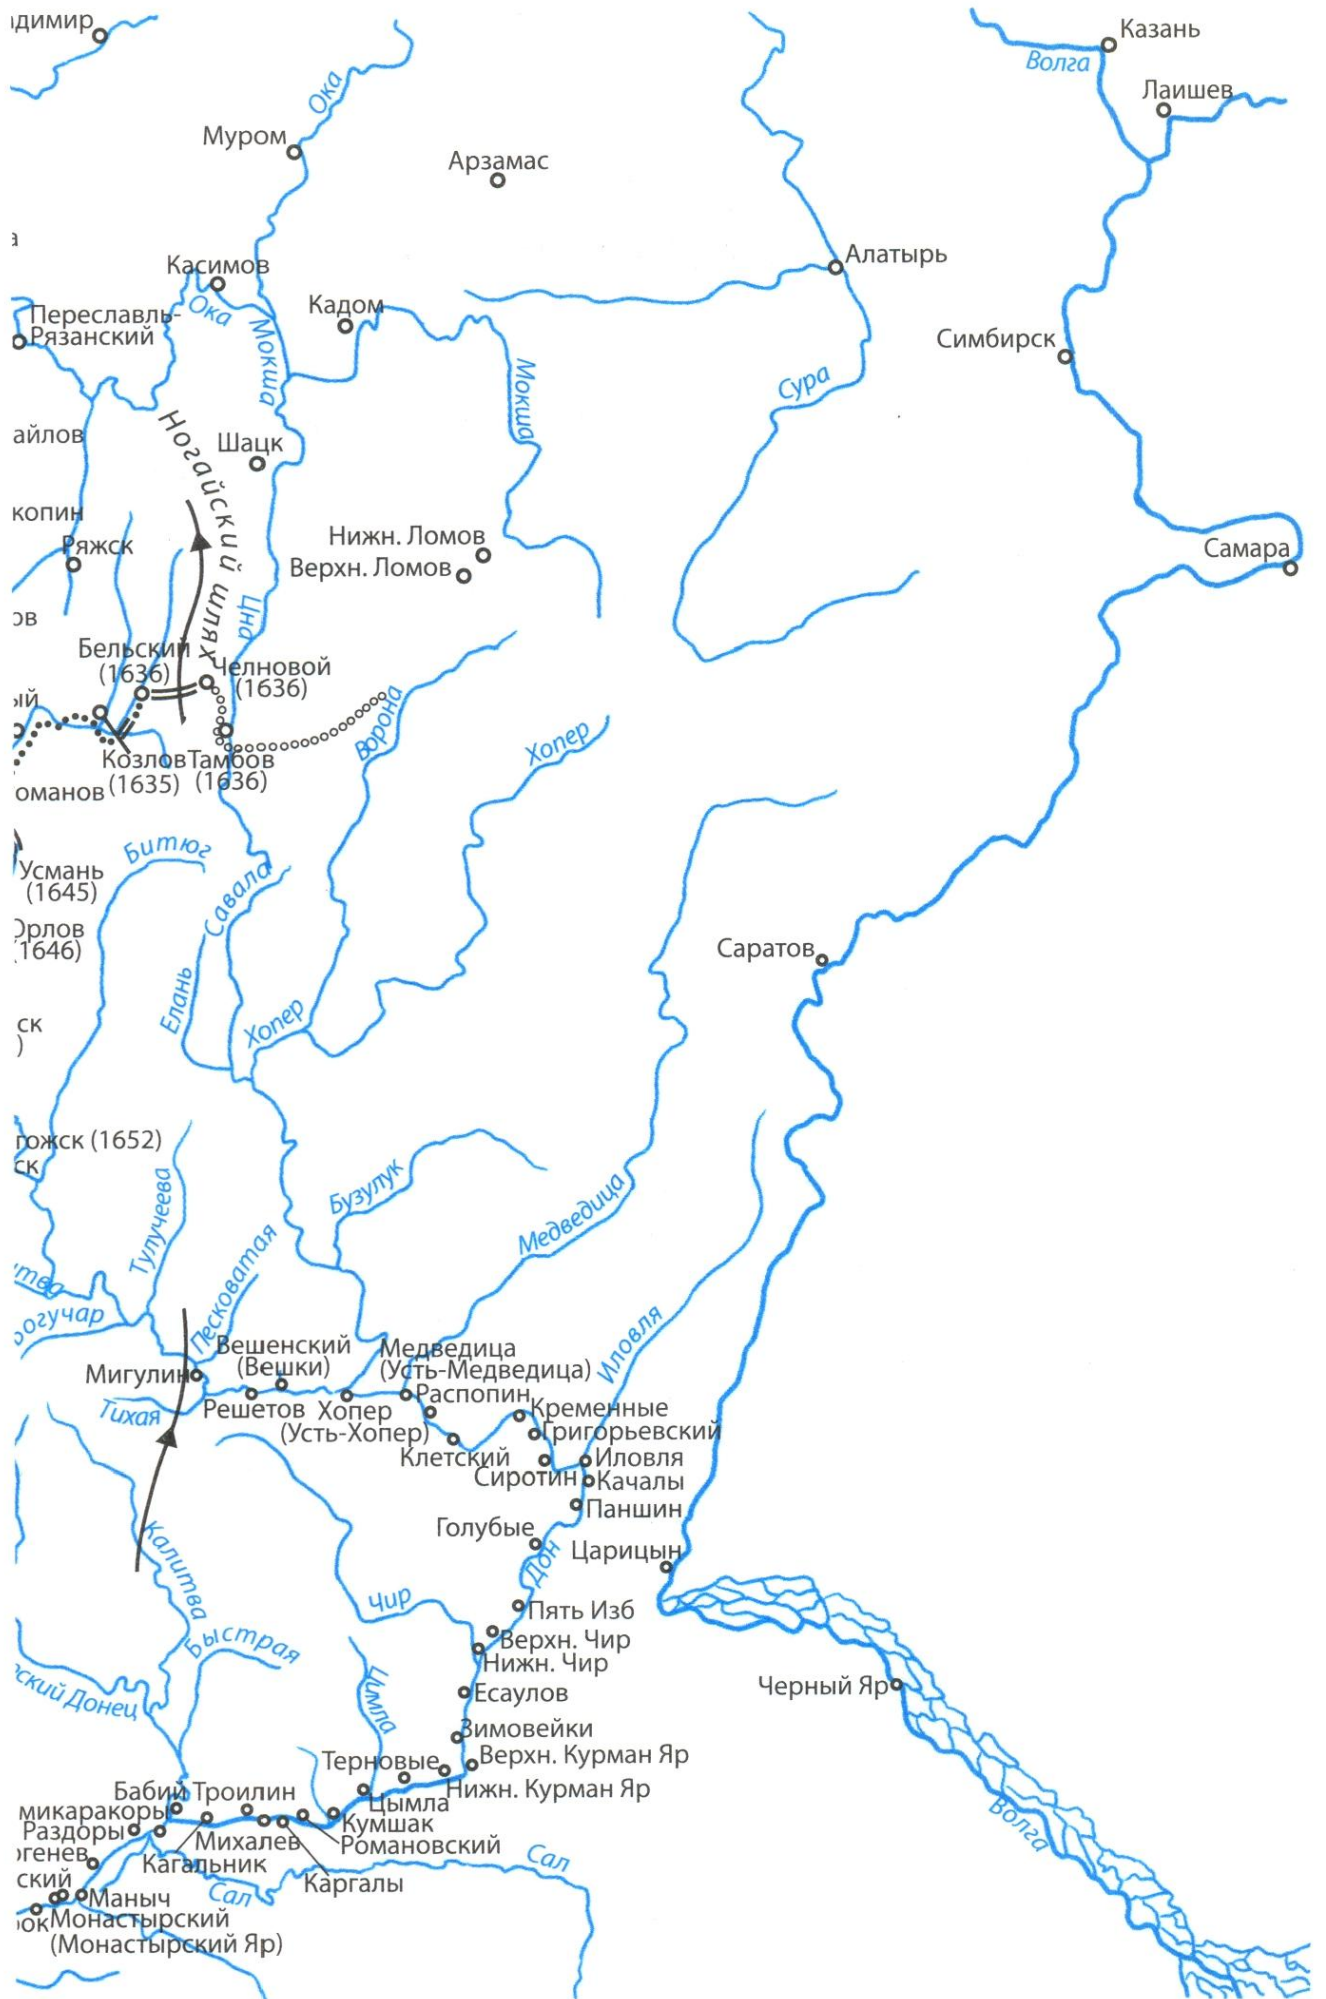 Казань
Волга
Лаишев
Ока
Муром
Арзамас
Алатырь
Касимов
Ока
Кадом
Переславль-
Рязанский
Мокша
Симбирск
Мокша
Сура
Ногайский шлях
Шацк
Нижн. Ломов
Ряжск
Самара
Верхн. Ломов
Цна
Бельский
(1636)
Челновой
(1636)
Ворона
Хопер
Козлов
(1635)
Тамбов
(1636)
Битюг
Усмань
(1645)
Савала
Саратов
Елань
Хопер
(1652)
Бузулук
Тулучеева
Медведица
Песковатая
Иловля
Вешенский
(Вешки)
Медведица
(Усть-Медведица)
Мигулин
Распопин
Тихая
Решетов
Хопер
(Усть-Хопер)
Кременные
Григорьевский
Клетский
Иловля
Сиротин
Качалы
Паншин
Голубые
Царицын
Дон
Калитва
Чир
Пять Изб
Быстрая
Верхн. Чир
Нижн. Чир
Черный Яр
Донец
Есаулов
Цимла
Зимовейки
Терновые
Верхн. Курман Яр
Нижн. Курман Яр
Бабий
Троилин
Цымла
Волга
Кумшак
Раздоры
Михалев
Романовский
Кагальник
Каргалы
Сал
Сал
Маныч
Монастырский
(Монастырский Яр)